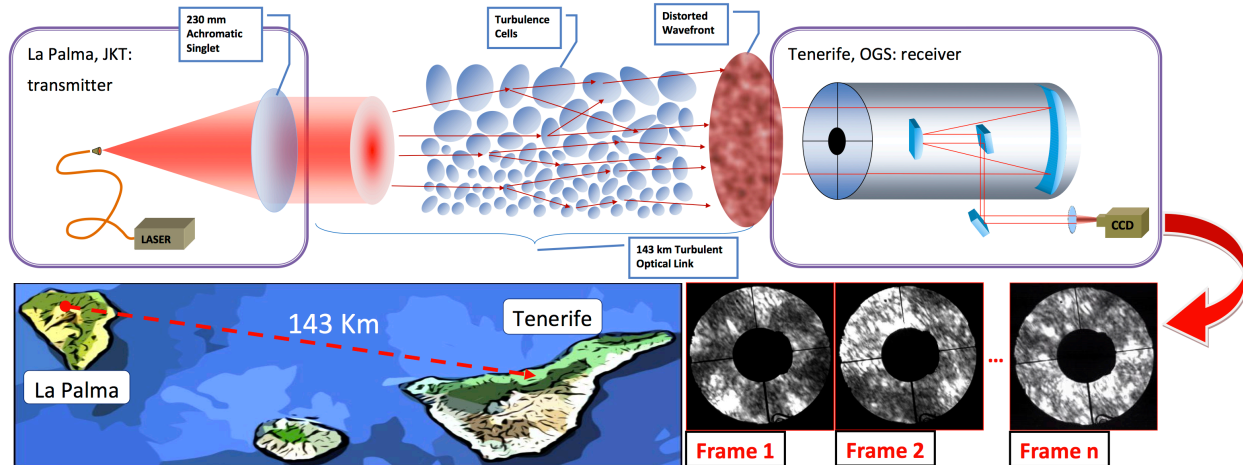 La Palma, JKT:
transmitter
230 mm
Achromatic
Singlet
LASER
Turbulence
Cells
Distorted
Wavefront
143 km Turbulent
Optical Link
Tenerife, OGS: receiver
CCD
La Palma
143 Km
Tenerife
...
Frame 1
Frame 2
Frame n